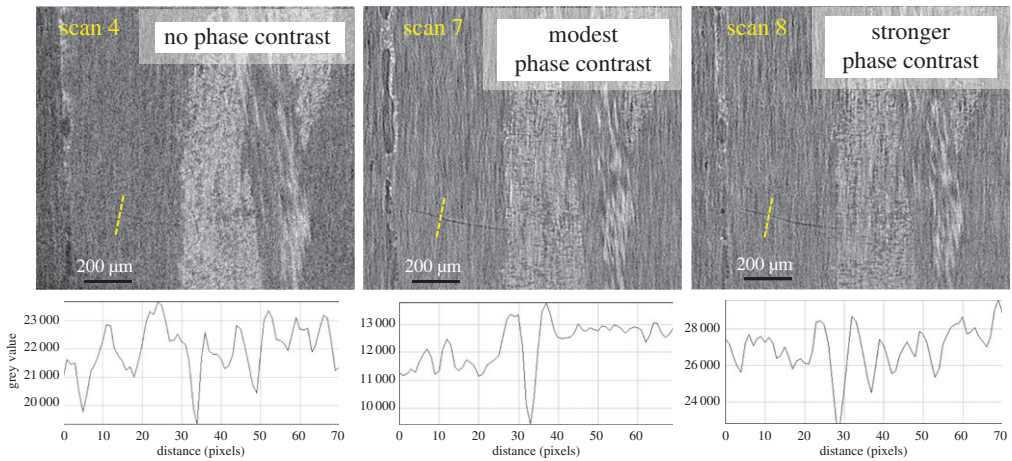 scan 4
no phase contrast
200 µm
scan 7
modest
phase contrast
200 µm
scan 8
stronger
phase contrast
200 µm
grey value
23 000
22 000
21 000
20 000
0 10 20 30 40 50 60 70
distance (pixels)
13 000
12 000
11 000
10 000
0 10 20 30 40 50 60
distance (pixels)
28 000
26 000
24 000
0 10 20 30 40 50 60 70
distance (pixels)